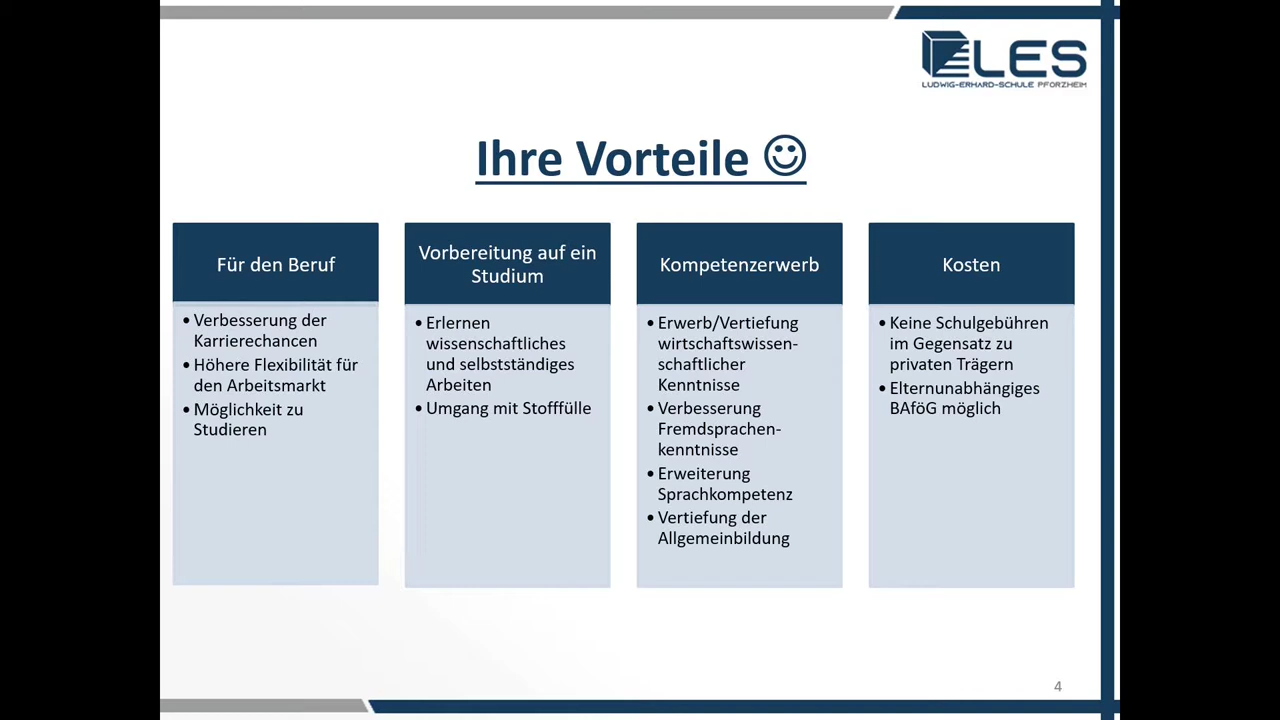 LES
LUDWIG-ERHARD-SCHULE PFORZHEIM
Ihre Vorteile ☺
Für den Beruf
• Verbesserung der
Karrierechancen
• Höhere Flexibilität für
den Arbeitsmarkt
• Möglichkeit zu
Studieren
Vorbereitung auf ein
Studium
• Erlernen
wissenschaftliches
und selbstständiges
Arbeiten
• Umgang mit Stofffülle
Kompetenzerwerb
• Erwerb/Vertiefung
wirtschaftswissen-
schaftlicher
Kenntnisse
• Verbesserung
Fremdsprachen-
kenntnisse
• Erweiterung
Sprachkompetenz
• Vertiefung der
Allgemeinbildung
Kosten
• Keine Schulgebühren
im Gegensatz zu
privaten Trägern
• Elternunabhängiges
BAföG möglich
4